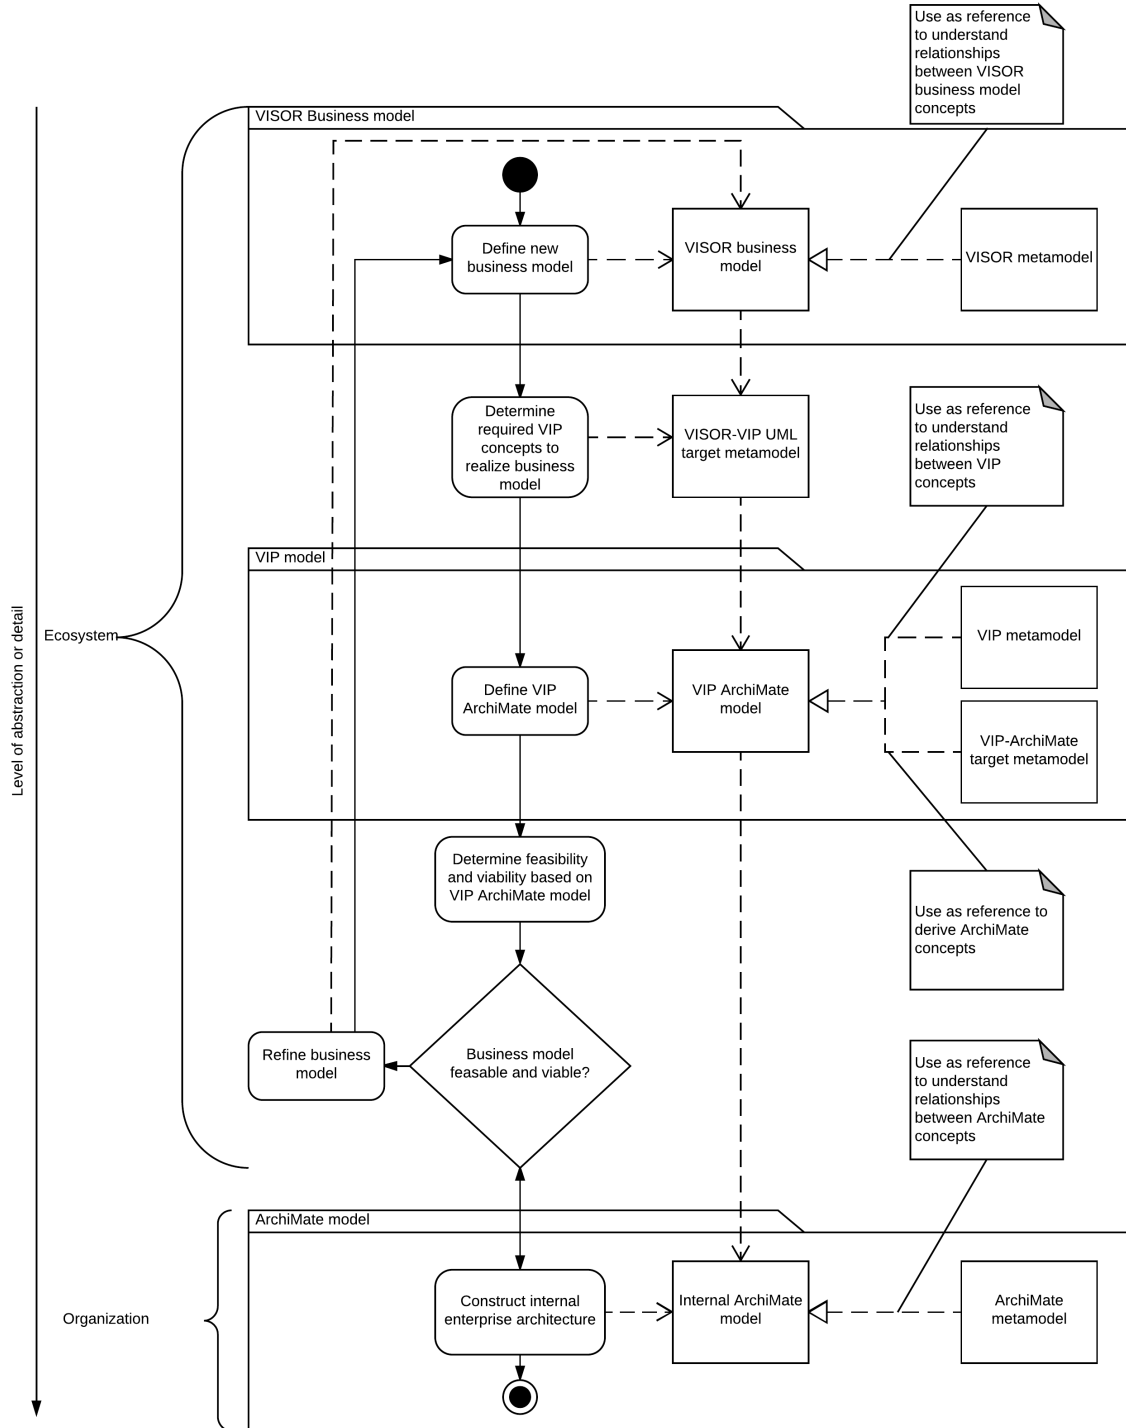 Use as reference
to understand
relationships
between VISOR
business model
concepts
VISOR Business model
Define new
business model
VISOR business
model
VISOR metamodel
Determine
required VIP
concepts to
realize business
model
VISOR-VIP UML
target metamodel
Use as reference
to understand
relationships
between VIP
concepts
VIP model
Level of abstraction or detail
Ecosystem
VIP metamodel
Define VIP
ArchiMate model
VIP ArchiMate
model
VIP-ArchiMate
target metamodel
Determine feasibility
and viability based on
VIP ArchiMate model
Use as reference to
derive ArchiMate
concepts
Refine business
model
Business model
feasable and viable?
Use as reference
to understand
relationships
between ArchiMate
concepts
ArchiMate model
Organization
Construct internal
enterprise architecture
Internal ArchiMate
model
ArchiMate
metamodel